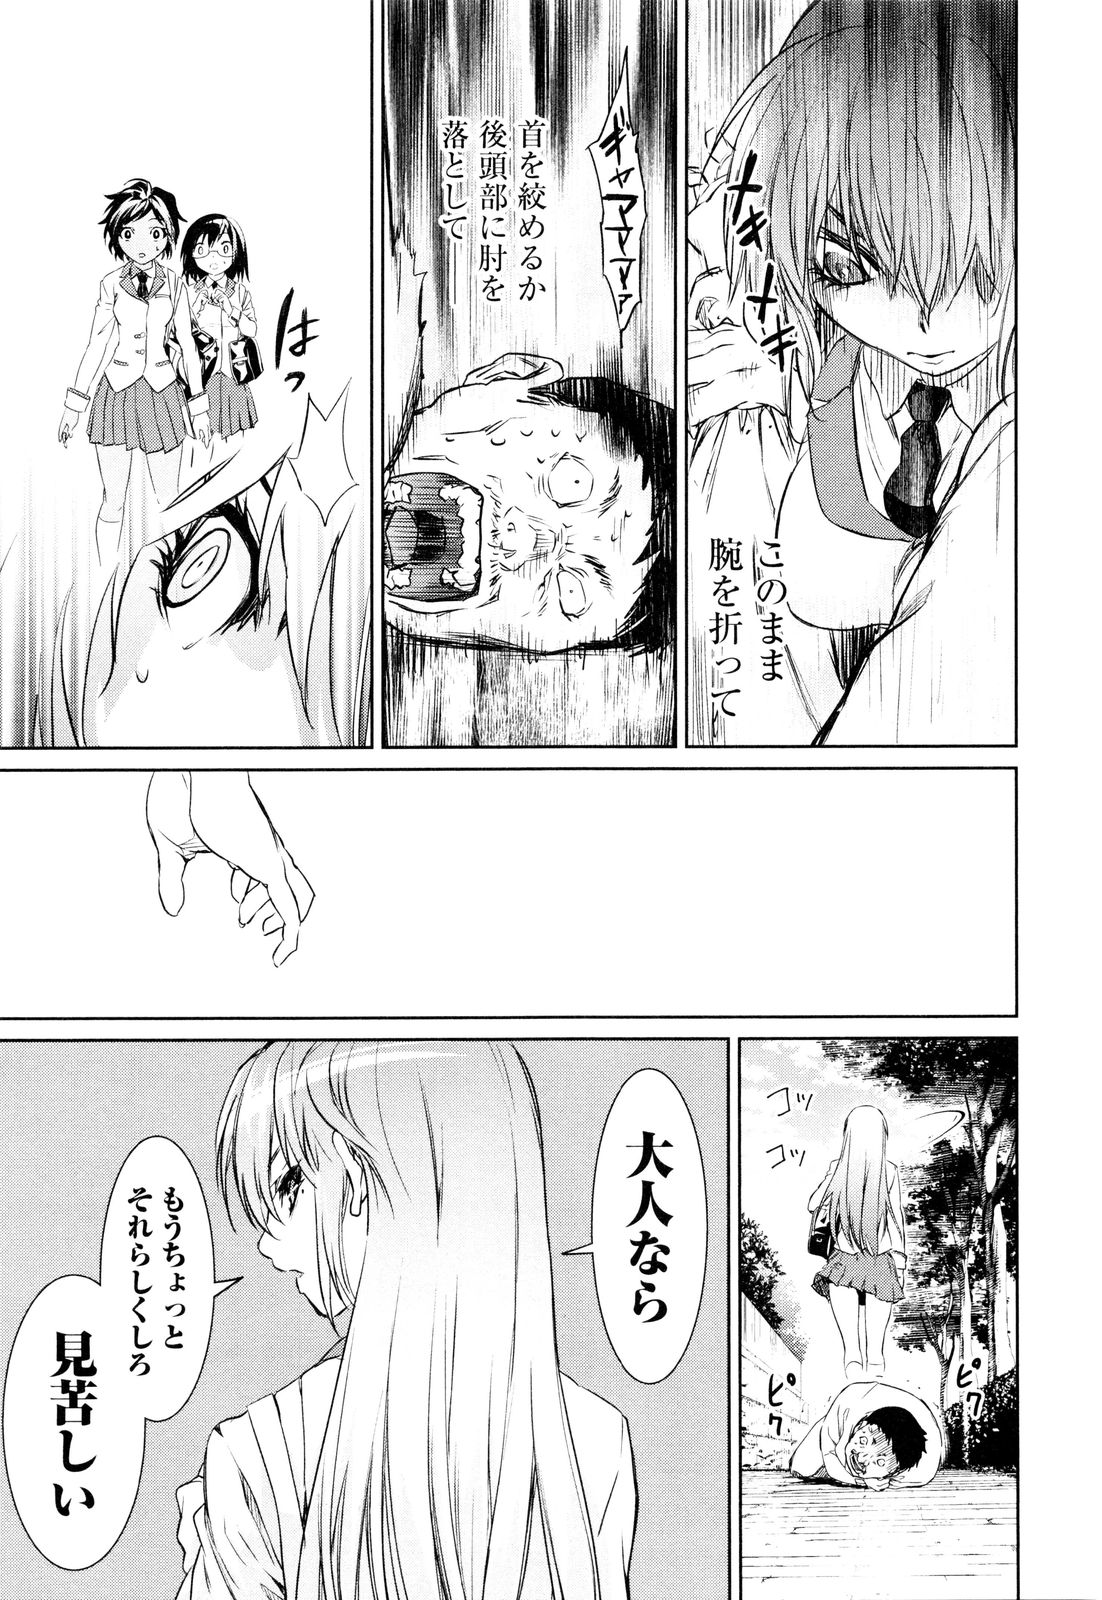 メキ
メキ
このまま
腕を折って
ギャアアアアァ
首を絞めるか
後頭部に肘を
落として
はっ
コッ
コッ
ピク
ピク
大人なら
もうちょっと
それらしくしろ
見苦しい